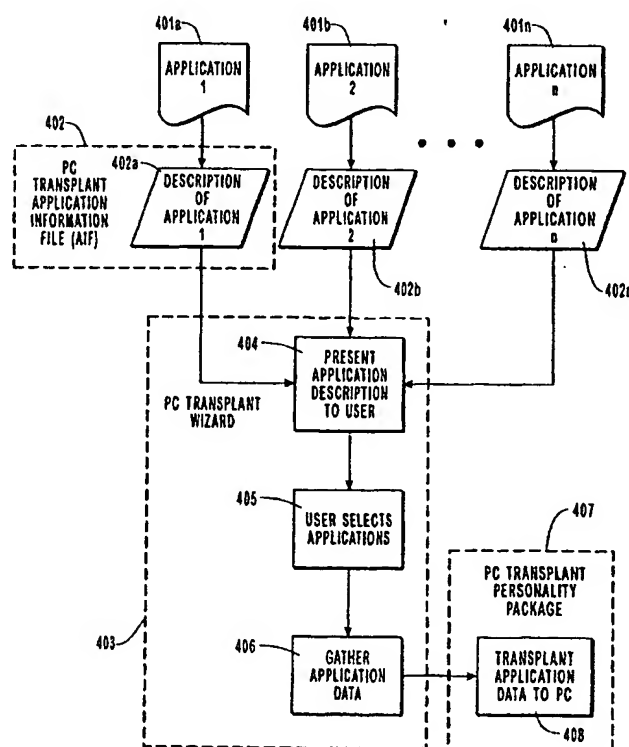 401a
401b
401n
APPLICATION
1
APPLICATION
2
APPLICATION
n
402
402a
PC
TRANSPLANT
APPLICATION
INFORMATION
FILE (AIF)
DESCRIPTION
OF
APPLICATION
1
DESCRIPTION
OF
APPLICATION
2
DESCRIPTION
OF
APPLICATION
n
402b
402n
404
PRESENT
APPLICATION
DESCRIPTION
TO USER
PC TRANSPLANT
WIZARD
405
USER SELECTS
APPLICATIONS
407
PC TRANSPLANT
PERSONALITY
PACKAGE
403
406
GATHER
APPLICATION
DATA
TRANSPLANT
APPLICATION
DATA TO PC
408